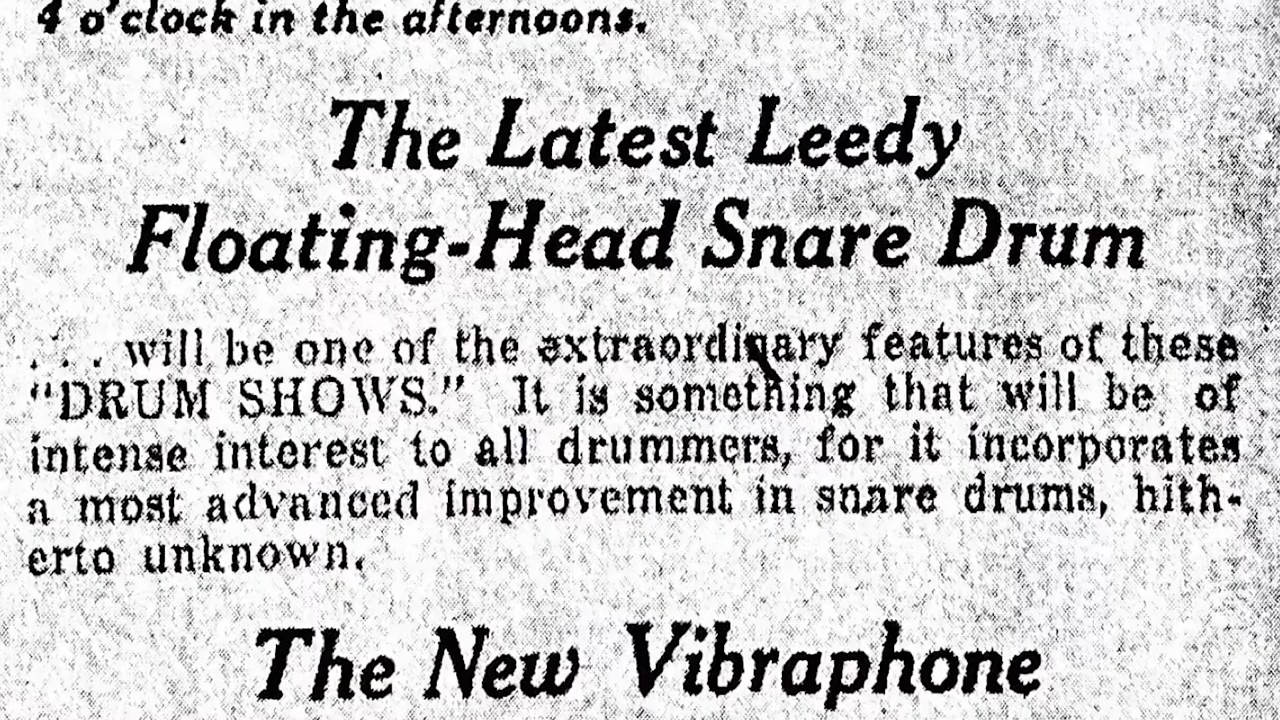 4 o'clock in the afternoons.
The Latest Leedy
Floating-Head Snare Drum
. . . will be one of the extraordinary features of these
"DRUM SHOWS." It is something that will be of
intense interest to all drummers, for it incorporates
a most advanced improvement in snare drums, hith-
erto unknown.
The New Vibraphone